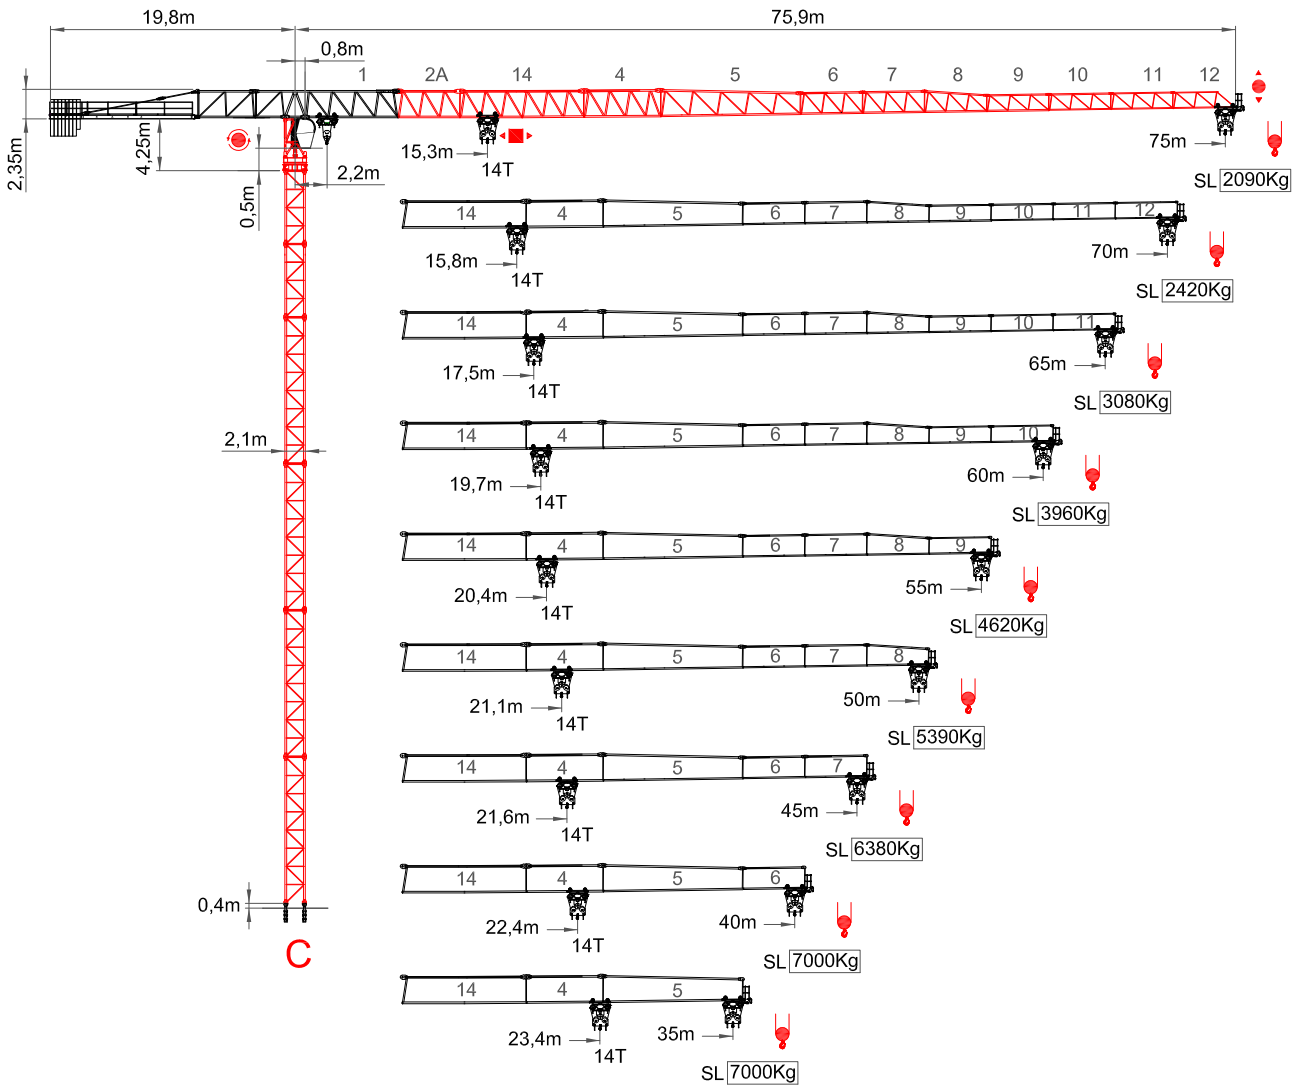 19,8m 75,9m
0,8m
1 2A 14 4 5 6 7 8 9 10 11 12
2,35m
4,25m
0,5m
2,2m
15,3m
14T
75m
SL 2090Kg
14 4 5 6 7 8 9 10 11 12
15,8m
14T
70m
SL 2420Kg
14 4 5 6 7 8 9 10 11
17,5m
14T
65m
SL 3080Kg
14 4 5 6 7 8 9 10
2,1m
19,7m
14T
60m
SL 3960Kg
14 4 5 6 7 8 9
20,4m
14T
55m
SL 4620Kg
14 4 5 6 7 8
21,1m
14T
50m
SL 5390Kg
14 4 5 6 7
21,6m
14T
45m
SL 6380Kg
14 4 5 6
0,4m
22,4m
14T
40m
SL 7000Kg
C
14 4 5
23,4m
14T
35m
SL 7000Kg